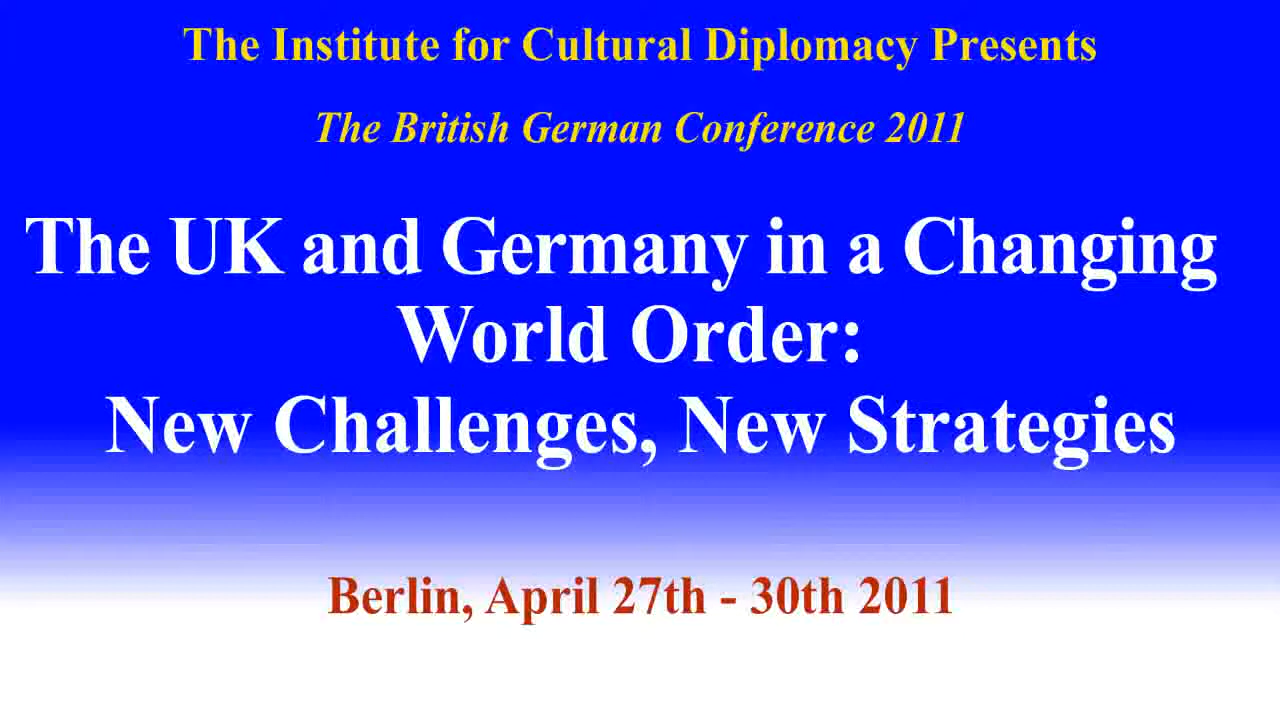 The Institute for Cultural Diplomacy Presents
The British German Conference 2011
The UK and Germany in a Changing
World Order:
New Challenges, New Strategies
Berlin, April 27th - 30th 2011